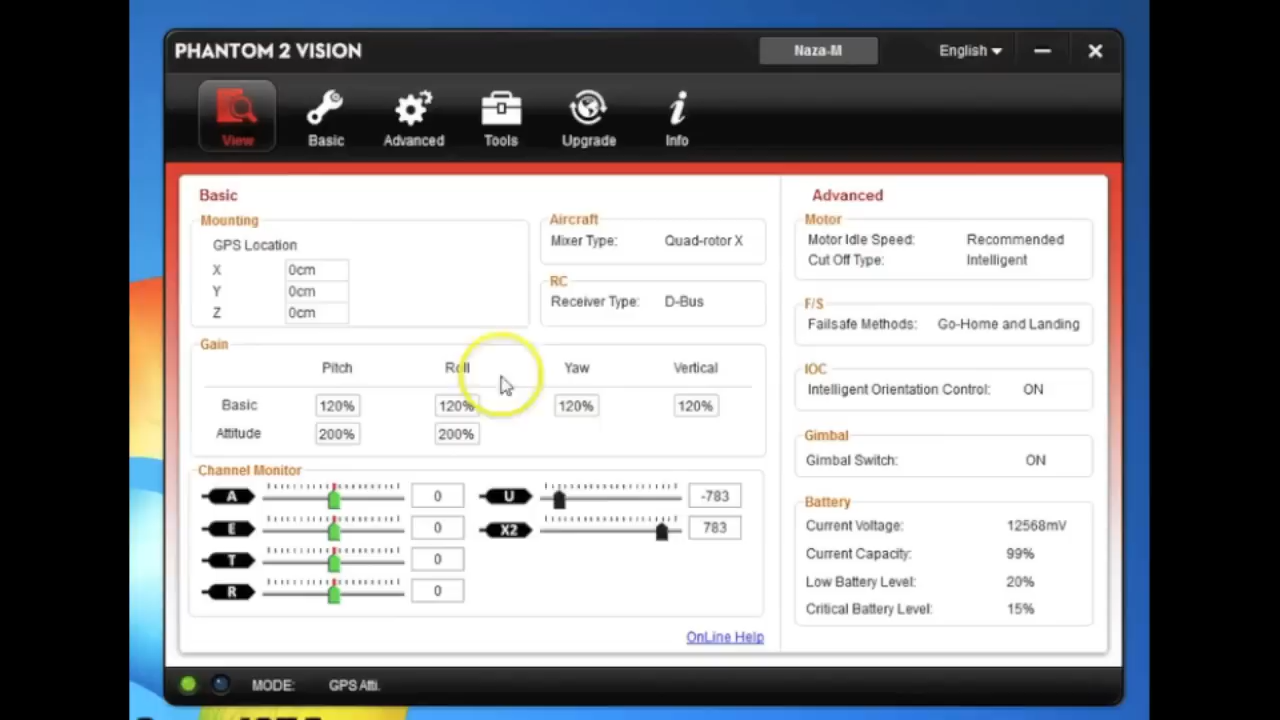 PHANTOM 2 VISION
Naza-M
English
View
Basic
Advanced
Tools
Upgrade
Info
Basic
Mounting
GPS Location
X 0cm
Y 0cm
Z 0cm
Aircraft
Mixer Type: Quad-rotor X
RC
Receiver Type: D-Bus
Gain
Pitch Roll Yaw Vertical
Basic 120% 120% 120% 120%
Attitude 200% 200%
Channel Monitor
A 0 U -783
E 0 X2 783
T 0
R 0
OnLine Help
Advanced
Motor
Motor Idle Speed: Recommended
Cut Off Type: Intelligent
F/S
Failsafe Methods: Go-Home and Landing
IOC
Intelligent Orientation Control: ON
Gimbal
Gimbal Switch: ON
Battery
Current Voltage: 12568mV
Current Capacity: 99%
Low Battery Level: 20%
Critical Battery Level: 15%
MODE: GPS Atti.